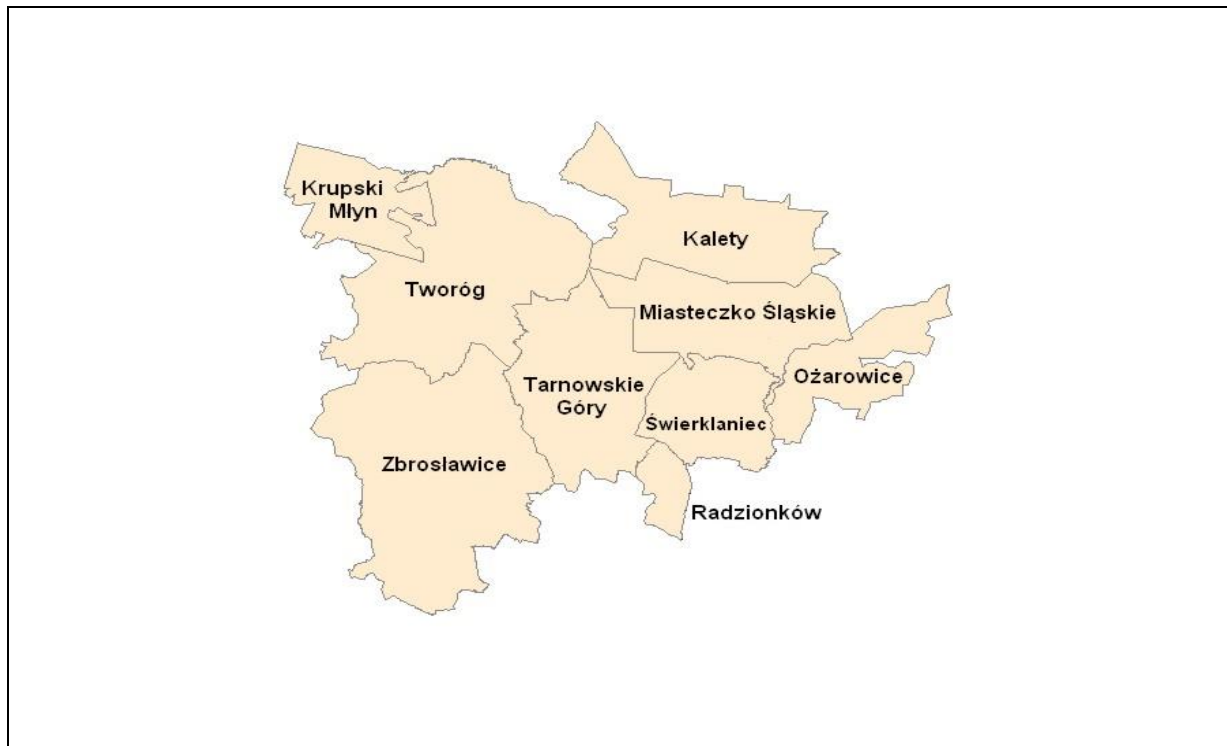 Krupski
Młyn
Kalety
Tworóg
Miasteczko Śląskie
Ożarowice
Tarnowskie
Góry
Świerklaniec
Zbrosławice
Radzionków